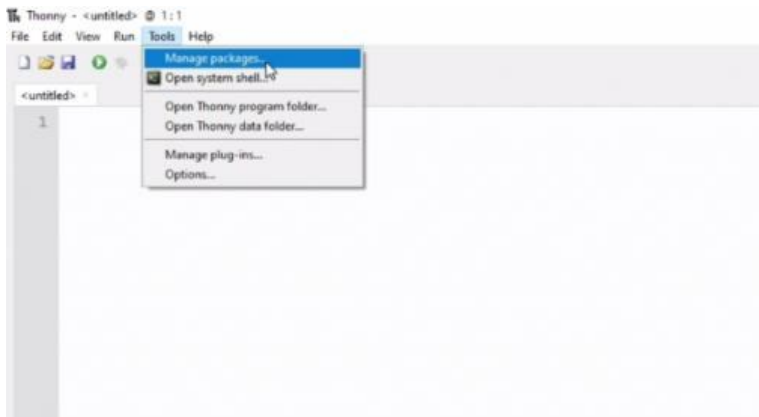 Thonny - <untitled> @ 1:1
File Edit View Run Tools Help
Manage packages...
Open system shell...
<untitled> ×
Open Thonny program folder...
Open Thonny data folder...
1
Manage plug-ins...
Options...